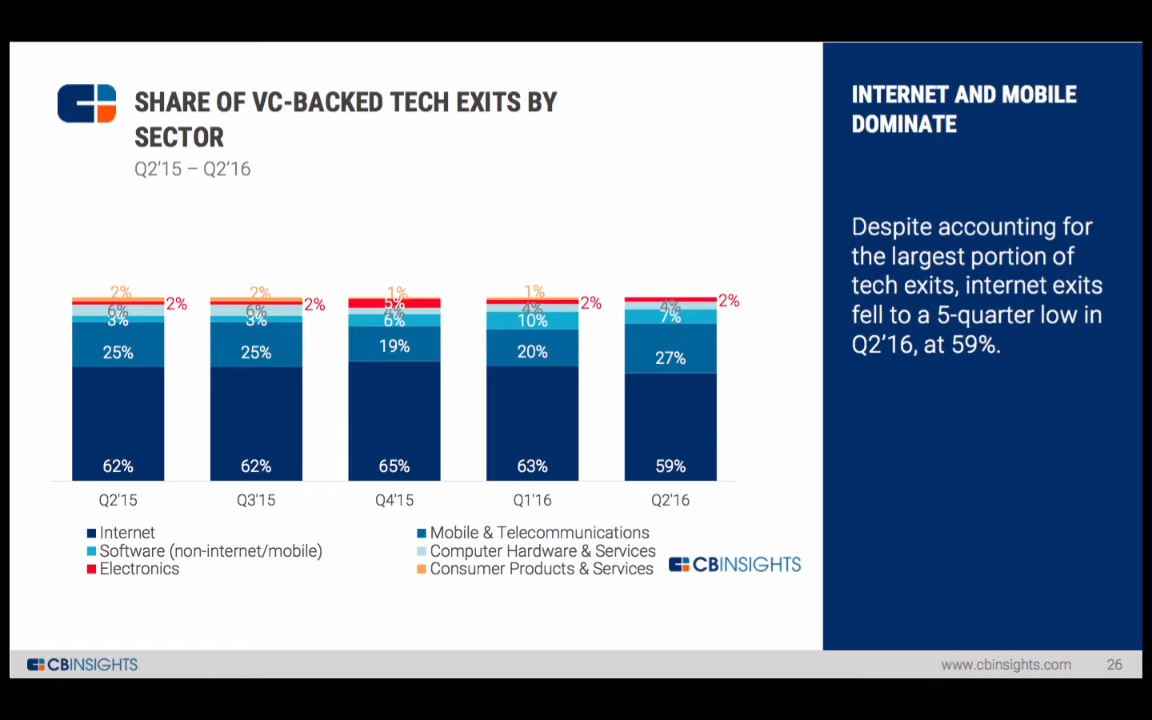 SHARE OF VC-BACKED TECH EXITS BY
SECTOR
Q2'15 – Q2'16
2%
2%
6%
3%
25%
62%
2%
2%
6%
3%
25%
62%
1%
5%
4%
6%
19%
65%
1%
2%
4%
10%
20%
63%
2%
4%
7%
27%
59%
Q2'15 Q3'15 Q4'15 Q1'16 Q2'16
Internet
Mobile & Telecommunications
Software (non-internet/mobile)
Computer Hardware & Services
Electronics
Consumer Products & Services
CBINSIGHTS
INTERNET AND MOBILE
DOMINATE
Despite accounting for
the largest portion of
tech exits, internet exits
fell to a 5-quarter low in
Q2'16, at 59%.
CBINSIGHTS
www.cbinsights.com 26